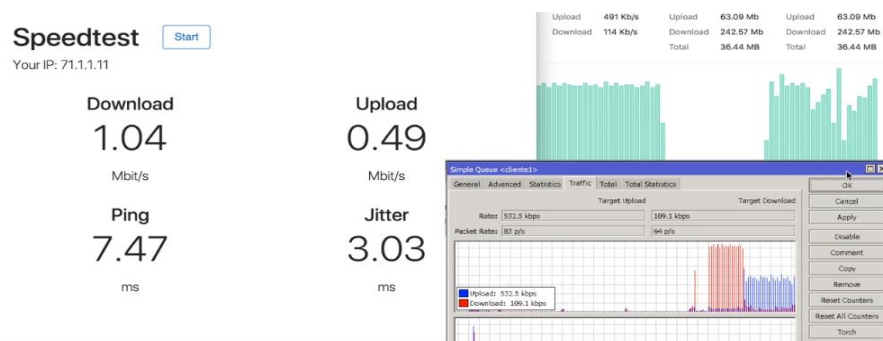 Speedtest Start
Your IP: 71.1.1.11
Download
1.04
Mbit/s
Upload
0.49
Mbit/s
Ping
7.47
ms
Jitter
3.03
ms
Upload 491 Kb/s Upload 63.09 Mb Upload 63.09 Mb
Download 114 Kb/s Download 242.57 Mb Download 242.57 Mb
Total 36.44 MB Total 36.44 MB
Simple Queue <cliente1>
General Advanced Statistics Traffic Total Total Statistics
Target Upload Target Download
Rate: 532.5 kbps 109.1 kbps
Packet Rate: 83 p/s 64 p/s
Upload: 532.5 kbps
Download: 109.1 kbps
OK
Cancel
Apply
Disable
Comment
Copy
Remove
Reset Counters
Reset All Counters
Torch